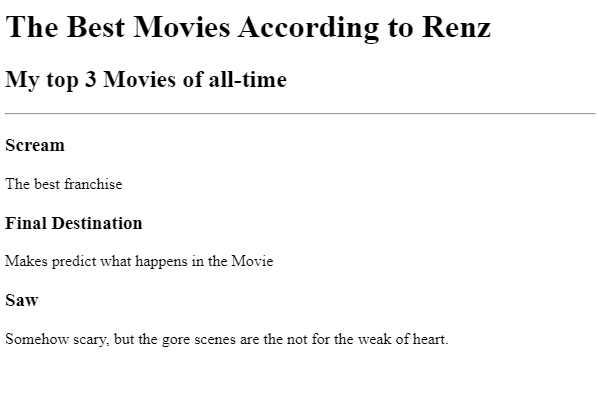 The Best Movies According to Renz
My top 3 Movies of all-time
Scream
The best franchise
Final Destination
Makes predict what happens in the Movie
Saw
Somehow scary, but the gore scenes are the not for the weak of heart.